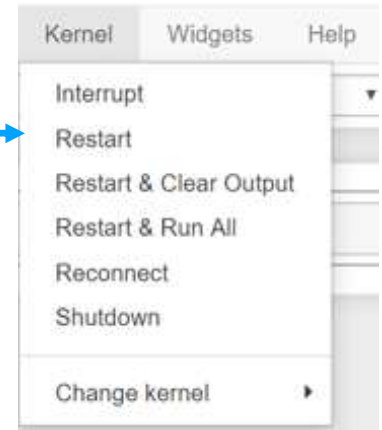 Kernel Widgets Help
Interrupt
Restart
Restart & Clear Output
Restart & Run All
Reconnect
Shutdown
Change kernel